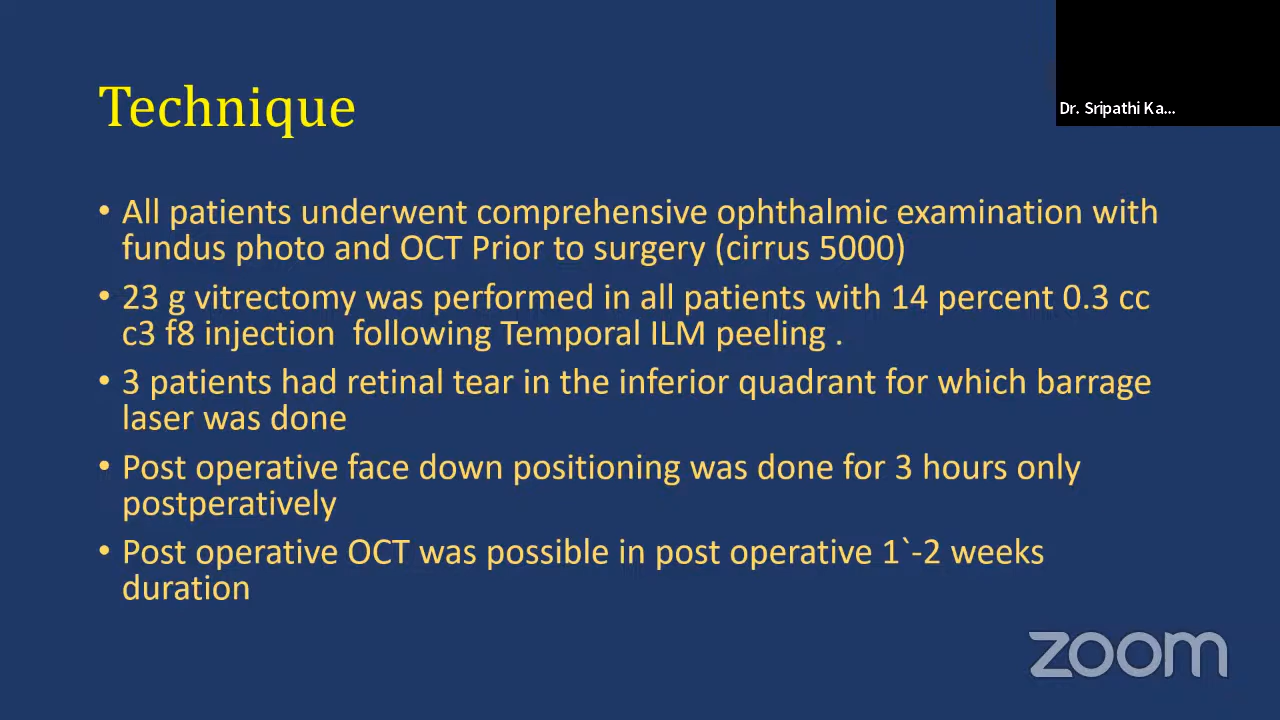 Dr. Sripathi Ka...
Technique
• All patients underwent comprehensive ophthalmic examination with
fundus photo and OCT Prior to surgery (cirrus 5000)
• 23 g vitrectomy was performed in all patients with 14 percent 0.3 cc
c3 f8 injection following Temporal ILM peeling .
• 3 patients had retinal tear in the inferior quadrant for which barrage
laser was done
• Post operative face down positioning was done for 3 hours only
postperatively
• Post operative OCT was possible in post operative 1`-2 weeks
duration
zoom